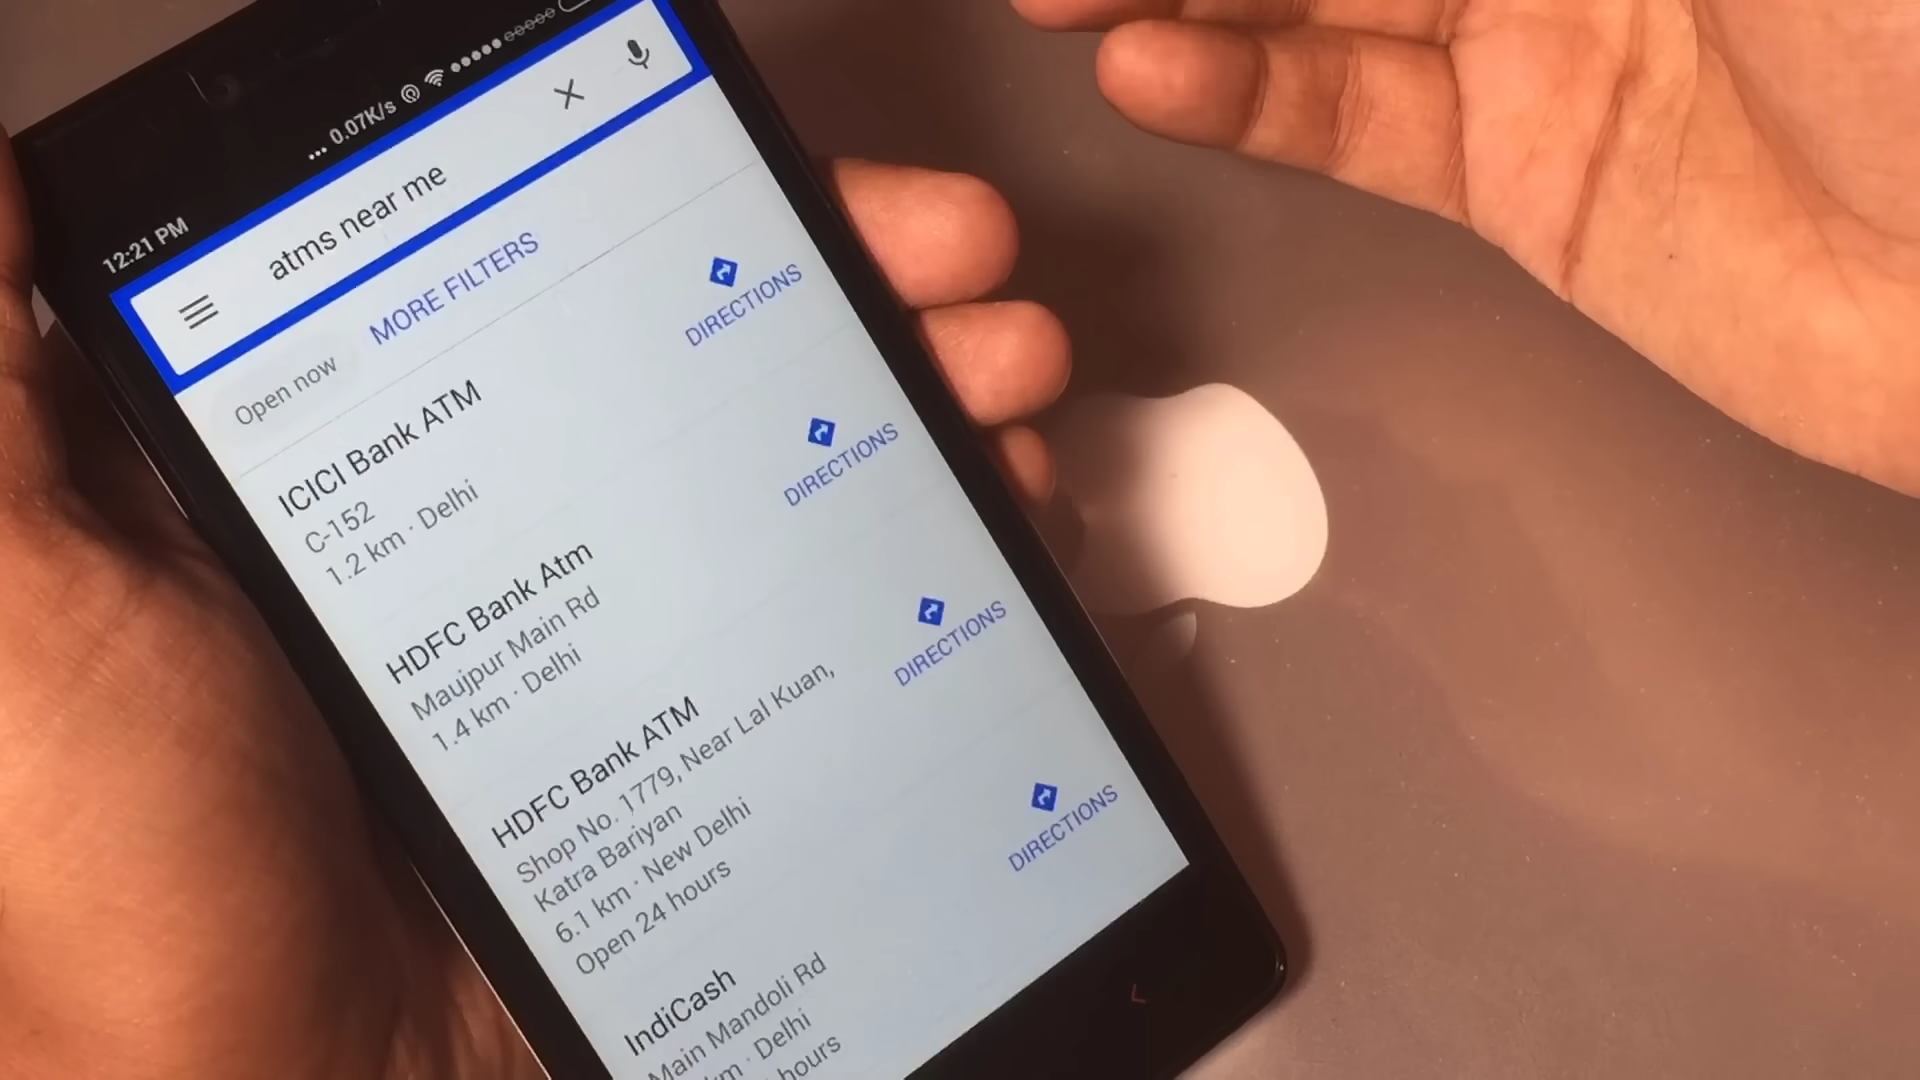 12:21 PM
... 0.07K/s
atms near me
Open now
MORE FILTERS
ICICI Bank ATM
C-152
1.2 km · Delhi
DIRECTIONS
HDFC Bank Atm
Maujpur Main Rd
1.4 km · Delhi
DIRECTIONS
HDFC Bank ATM
Shop No. 1779, Near Lal Kuan,
Katra Bariyan
6.1 km · New Delhi
Open 24 hours
DIRECTIONS
IndiCash
Main Mandoli Rd
km · Delhi
hours
DIRECTIONS